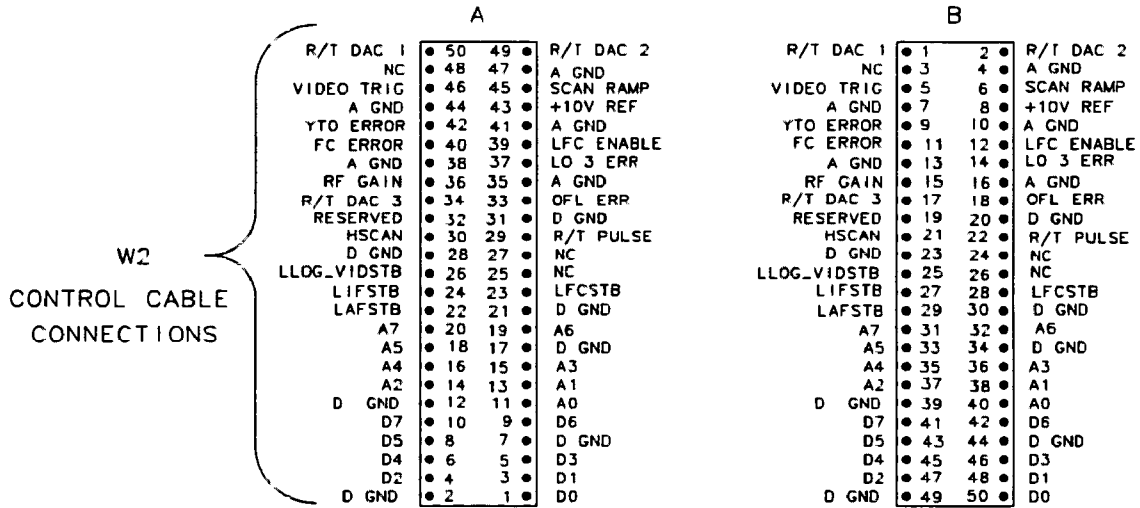 A B
R/T DAC 1 50 49 R/T DAC 2 R/T DAC 1 1 2 R/T DAC 2
NC 48 47 A GND NC 3 4 A GND
VIDEO TRIG 46 45 SCAN RAMP VIDEO TRIG 5 6 SCAN RAMP
A GND 44 43 +10V REF A GND 7 8 +10V REF
YTO ERROR 42 41 A GND YTO ERROR 9 10 A GND
FC ERROR 40 39 LFC ENABLE FC ERROR 11 12 LFC ENABLE
A GND 38 37 LO 3 ERR A GND 13 14 LO 3 ERR
RF GAIN 36 35 A GND RF GAIN 15 16 A GND
R/T DAC 3 34 33 OFL ERR R/T DAC 3 17 18 OFL ERR
RESERVED 32 31 D GND RESERVED 19 20 D GND
HSCAN 30 29 R/T PULSE HSCAN 21 22 R/T PULSE
D GND 28 27 NC D GND 23 24 NC
W2
LLOG_VIDSTB 26 25 NC LLOG_VIDSTB 25 26 NC
LIFSTB 24 23 LFCSTB LIFSTB 27 28 LFCSTB
CONTROL CABLE
LAFSTB 22 21 D GND LAFSTB 29 30 D GND
CONNECTIONS
A7 20 19 A6 A7 31 32 A6
A5 18 17 D GND A5 33 34 D GND
A4 16 15 A3 A4 35 36 A3
A2 14 13 A1 A2 37 38 A1
D GND 12 11 A0 D GND 39 40 A0
D7 10 9 D6 D7 41 42 D6
D5 8 7 D GND D5 43 44 D GND
D4 6 5 D3 D4 45 46 D3
D2 4 3 D1 D2 47 48 D1
D GND 2 1 D0 D GND 49 50 D0